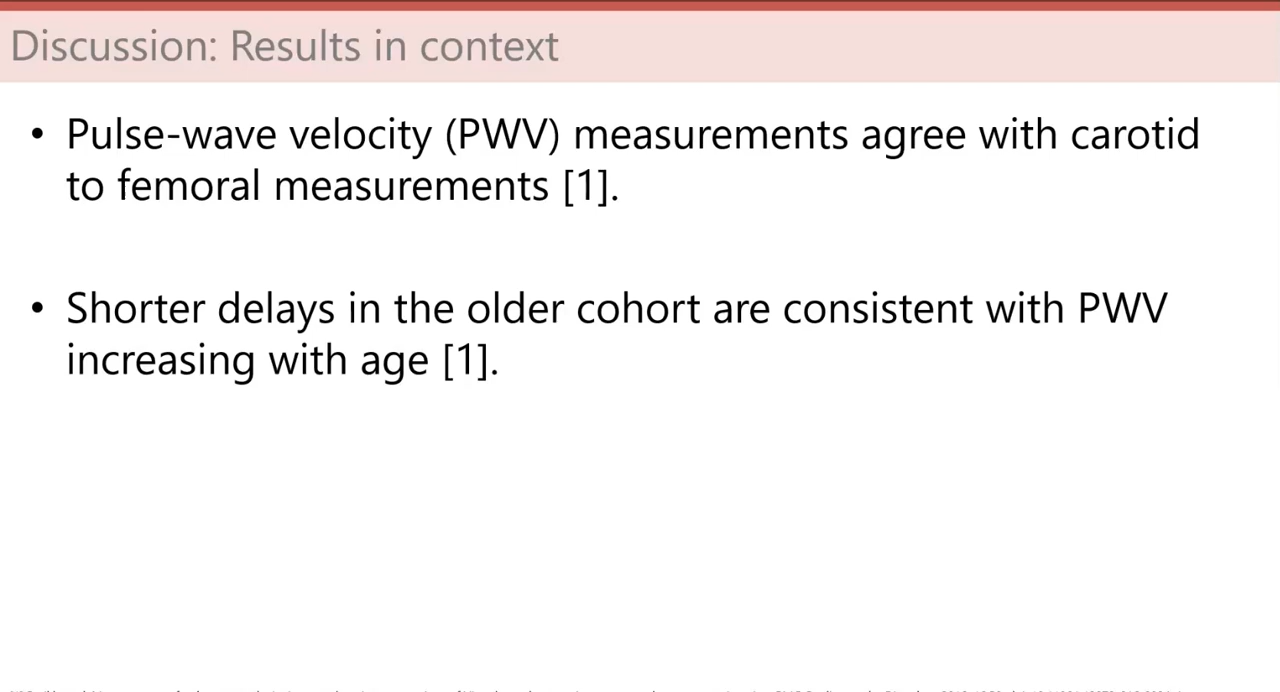 Discussion: Results in context
• Pulse-wave velocity (PWV) measurements agree with carotid
to femoral measurements [1].
• Shorter delays in the older cohort are consistent with PWV
increasing with age [1].